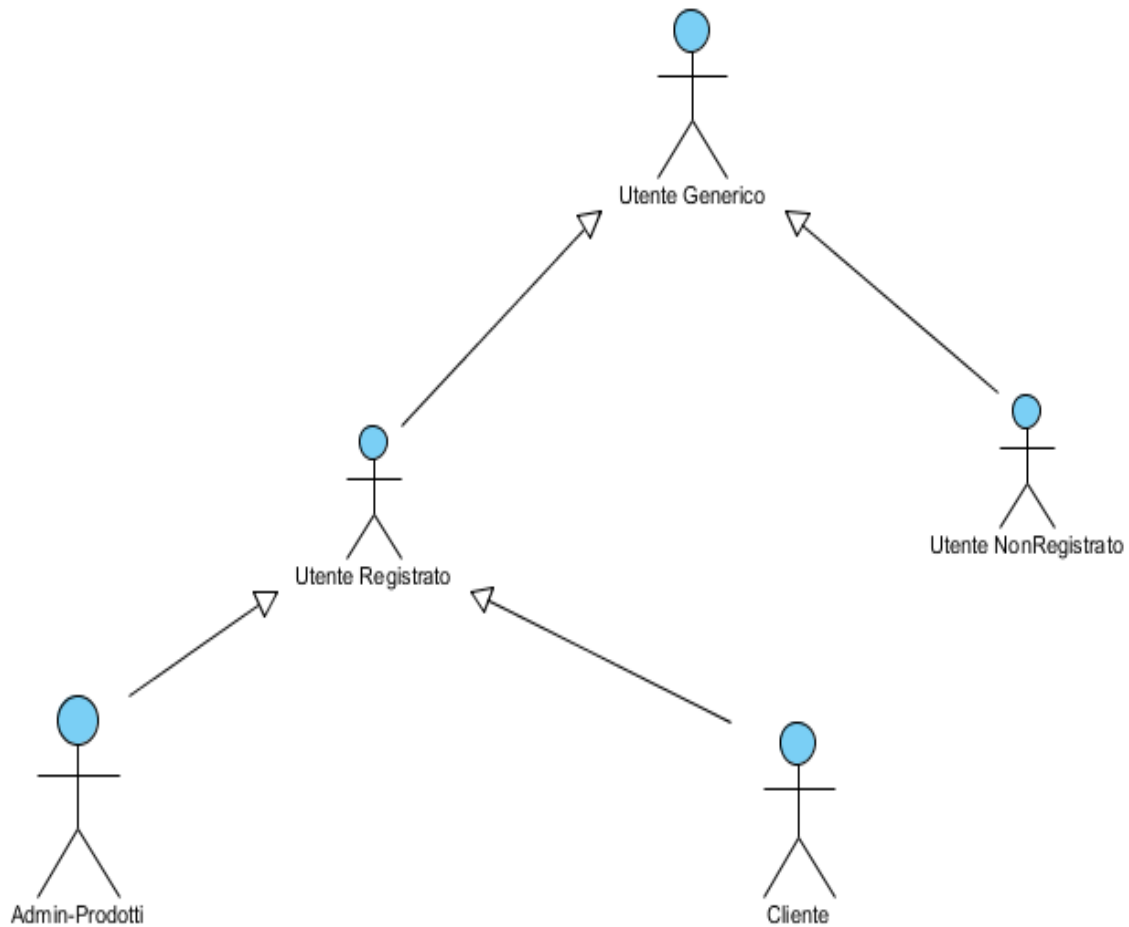 Utente Generico
Utente NonRegistrato
Utente Registrato
Admin-Prodotti
Cliente